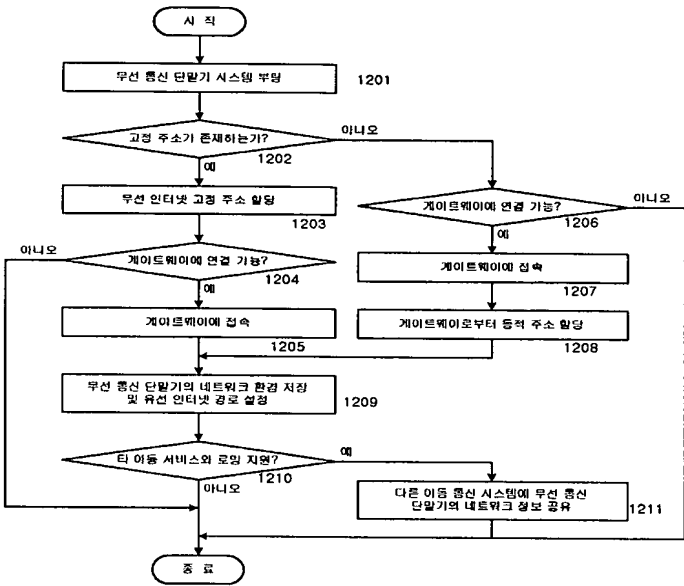 시 작
무선 통신 단말기 시스템 부팅
1201
고정 주소가 존재하는가?
아니오
1202
예
무선 인터넷 고정 주소 할당
1203
게이트웨이에 연결 가능?
아니오
1206
예
아니오
게이트웨이에 연결 가능?
1204
예
게이트웨이에 접속
1207
게이트웨이에 접속
1205
게이트웨이로부터 동적 주소 할당
1208
무선 통신 단말기의 네트워크 환경 저장
및 유선 인터넷 경로 설정
1209
타 이동 서비스와 로밍 지원?
예
1210
아니오
다른 이동 통신 시스템에 무선 통신
단말기의 네트워크 정보 공유
1211
종 료